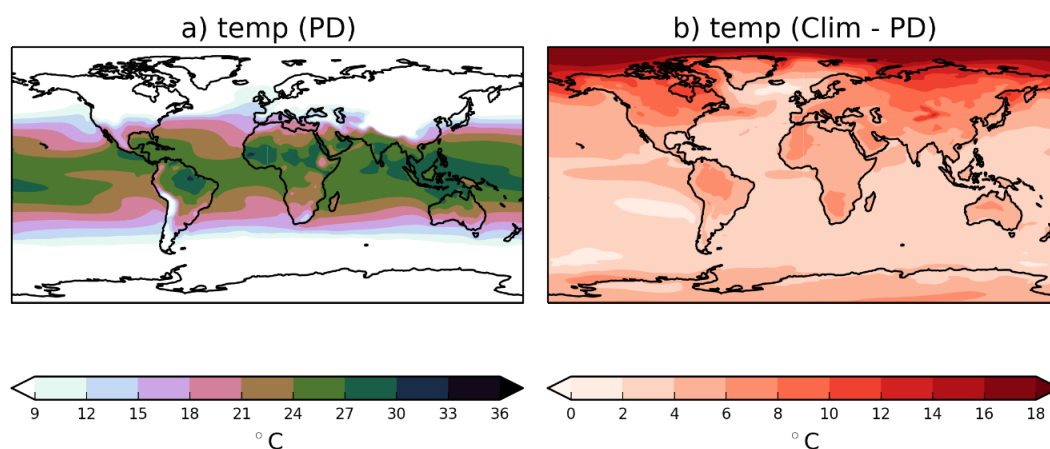 a) temp (PD)
b) temp (Clim - PD)
9 12 15 18 21 24 27 30 33 36
0 2 4 6 8 10 12 14 16 18
°C
°C